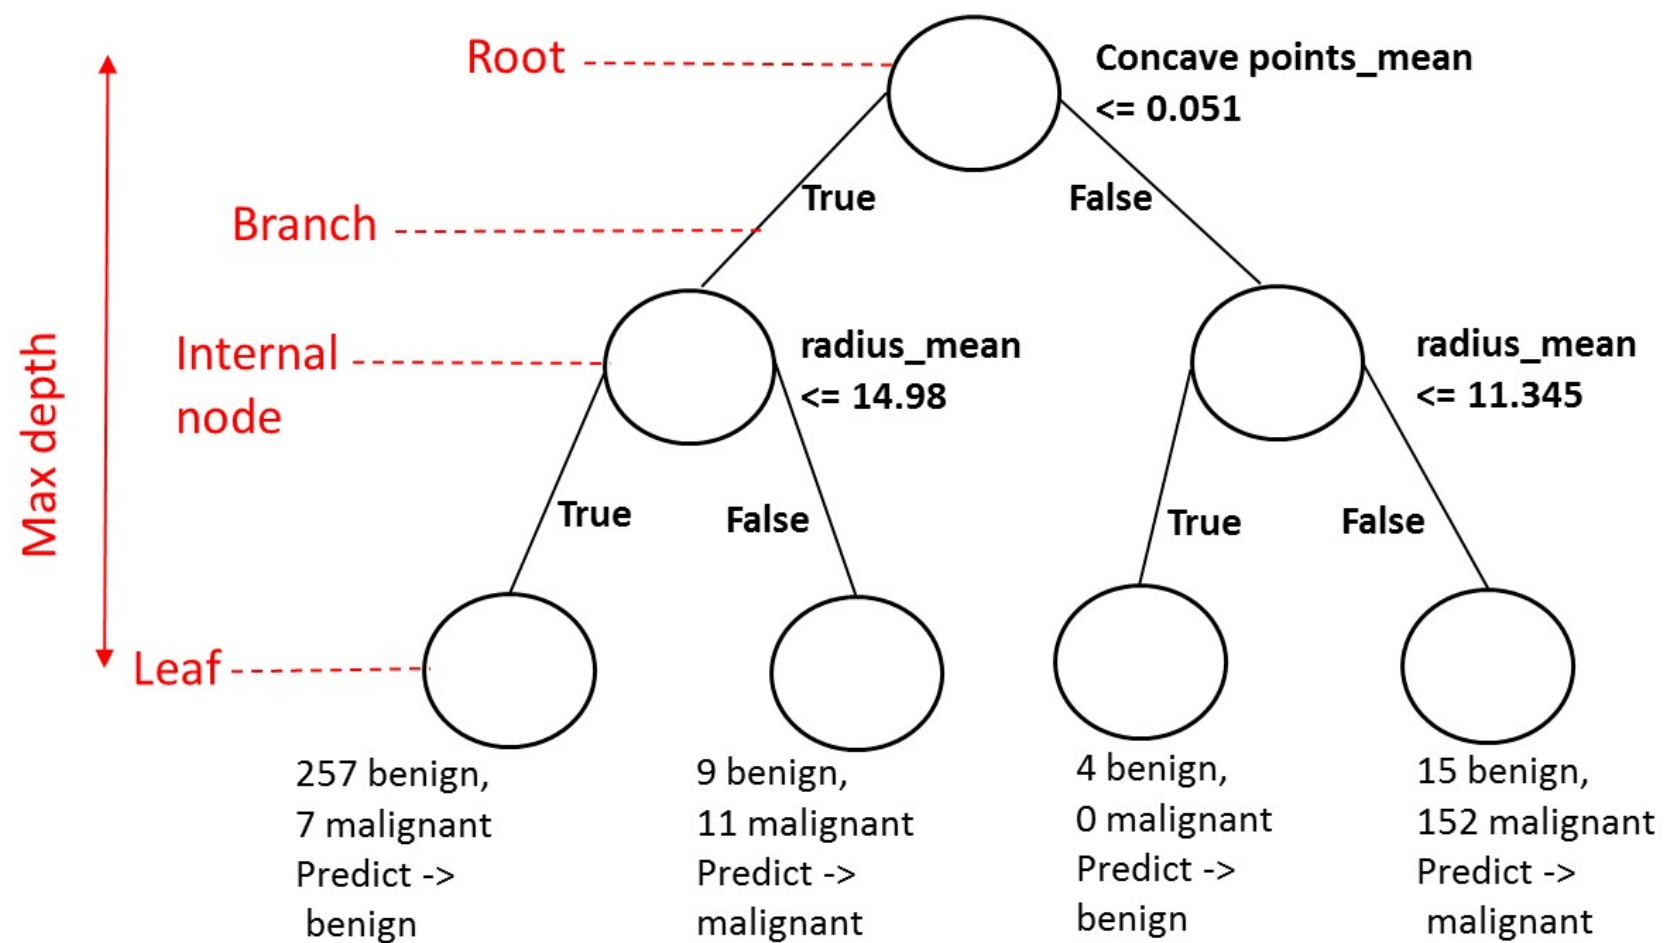 Root
Concave points_mean
<= 0.051
True
False
Branch
Max depth
Internal
node
radius_mean
<= 14.98
radius_mean
<= 11.345
True
False
True
False
Leaf
257 benign,
7 malignant
Predict ->
benign
9 benign,
11 malignant
Predict ->
malignant
4 benign,
0 malignant
Predict ->
benign
15 benign,
152 malignant
Predict ->
malignant